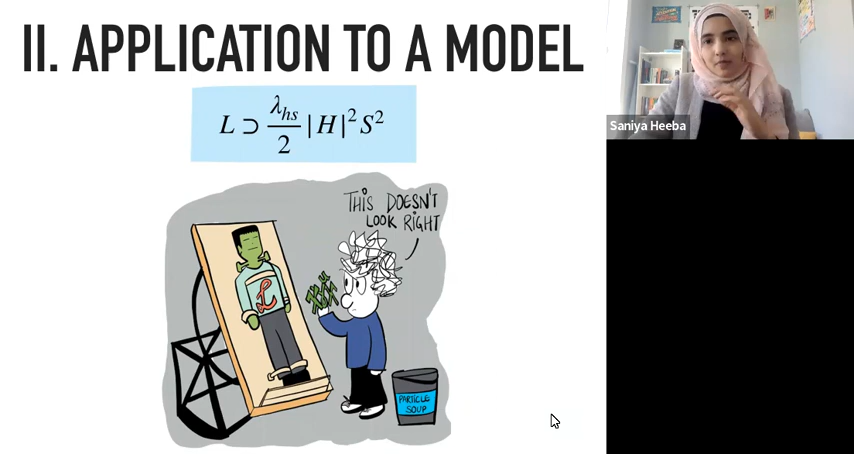 II. APPLICATION TO A MODEL
L ⊃ λhs/2 |H|² S²
THIS DOESN'T
LOOK RIGHT
L
PARTICLE
SOUP
Saniya Heeba